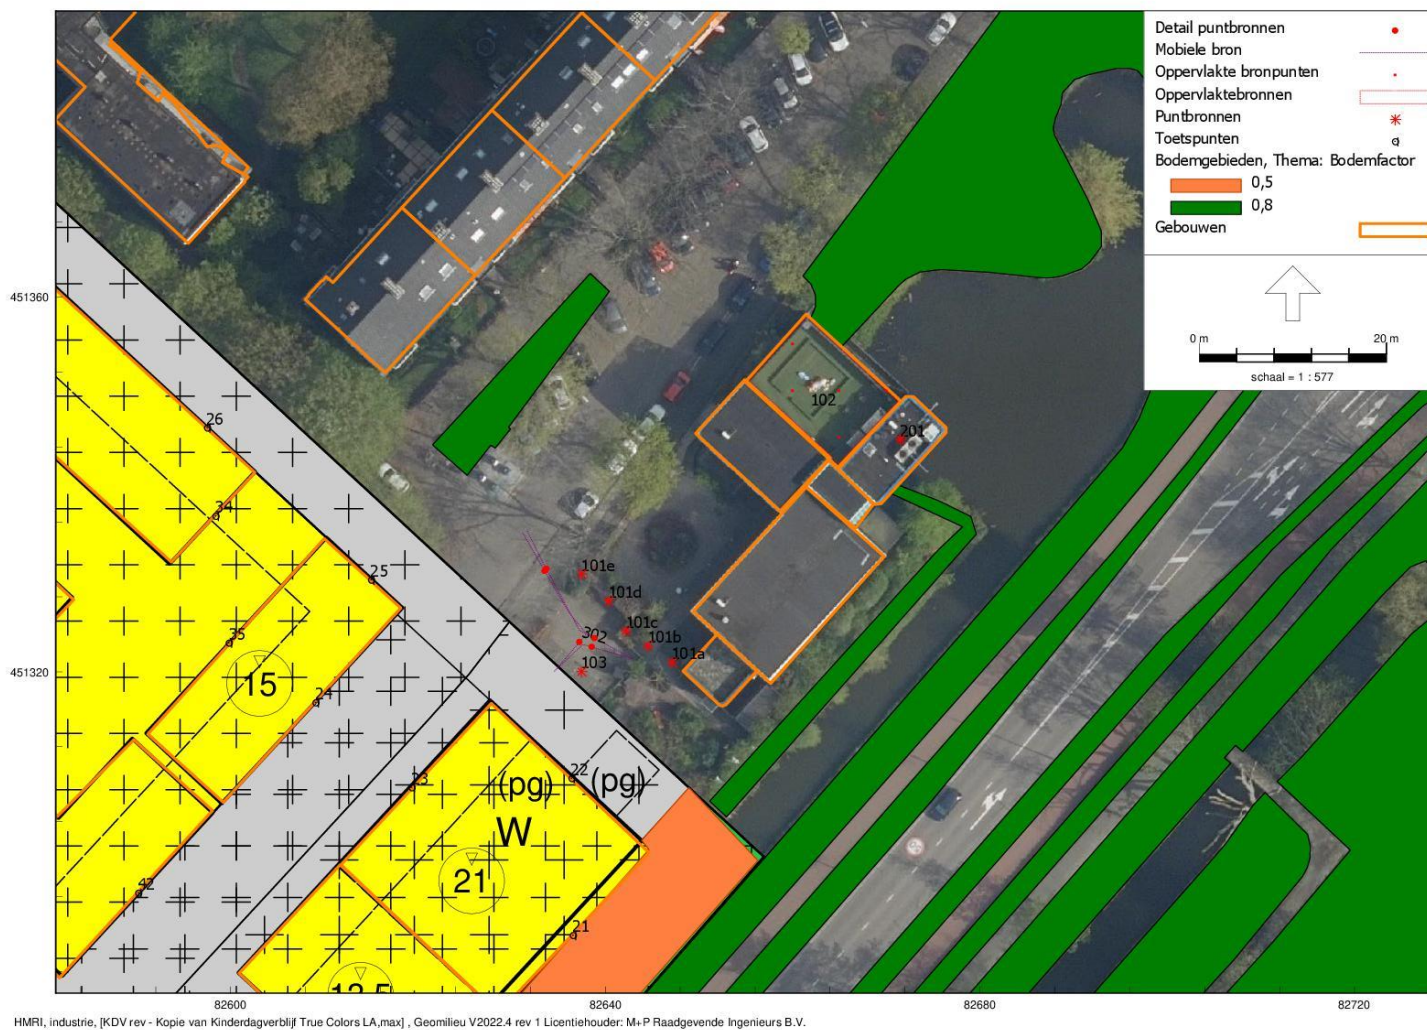 Detail puntbronnen
Mobiele bron
Oppervlakte bronpunten
Oppervlaktebronnen
Puntbronnen
Toetspunten
Bodemgebieden, Thema: Bodemfactor
0,5
0,8
Gebouwen
0 m 20 m
schaal = 1 : 577
451360
102
201
26
34
25
101e
101d
35
302
101c
101b
101a
103
451320
15
24
22
(pg) (pg)
23
W
21
42
21
12,5
82600 82640 82680 82720
HMRI, industrie, [KDV rev - Kopie van Kinderdagverblijf True Colors LA,max] , Geomilieu V2022.4 rev 1 Licentiehouder: M+P Raadgevende Ingenieurs B.V.